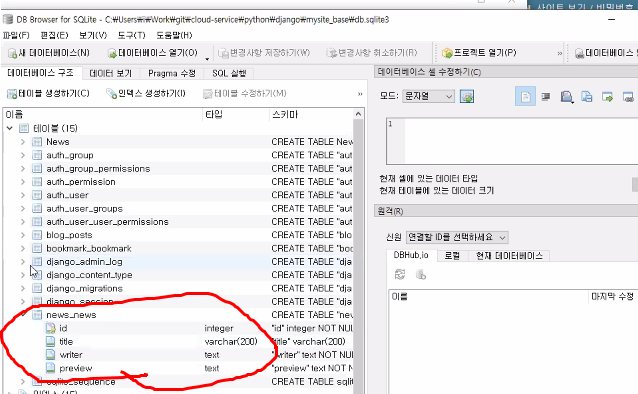 사이트 보기 / 비밀번호
DB Browser for SQLite - C:₩Users₩i₩Work₩git₩cloud-service₩python₩django₩mysite_base₩db.sqlite3
파일(F) 편집(E) 보기(V) 도구(T) 도움말(H)
새 데이터베이스(N) 데이터베이스 열기(O) 변경사항 저장하기(W) 변경사항 취소하기(R) 프로젝트 열기(P) » 데이터베이스
데이터베이스 구조 데이터 보기 Pragma 수정 SQL 실행
데이터베이스 셀 수정하기(C)
테이블 생성하기(C) 인덱스 생성하기(I) 테이블 수정하기(M) »
모드: 문자열
이름 타입 스키마
1
테이블 (15)
News CREATE TABLE New
auth_group CREATE TABLE "aut
auth_group_permissions CREATE TABLE "aut
auth_permission CREATE TABLE "aut
현재 셀에 있는 데이터 타입
auth_user CREATE TABLE "aut
현재 테이블에 있는 데이터 크기
auth_user_groups CREATE TABLE "aut
원격(R)
auth_user_user_permissions CREATE TABLE "aut
blog_posts CREATE TABLE "blo
신원 연결할 ID를 선택하세요
bookmark_bookmark CREATE TABLE "boo
DBHub.io 로컬 현재 데이터베이스
django_admin_log CREATE TABLE "dja
django_content_type CREATE TABLE "dja
django_migrations CREATE TABLE "dja
이름 마지막 수정
django_session CREATE TABLE "dja
news_news CREATE TABLE "nev
id integer "id" integer NOT NUL
title varchar(200) "title" varchar(200)
writer text "writer" text NOT NUL
preview text "preview" text NOT N
sqlite_sequence CREATE TABLE sqlit